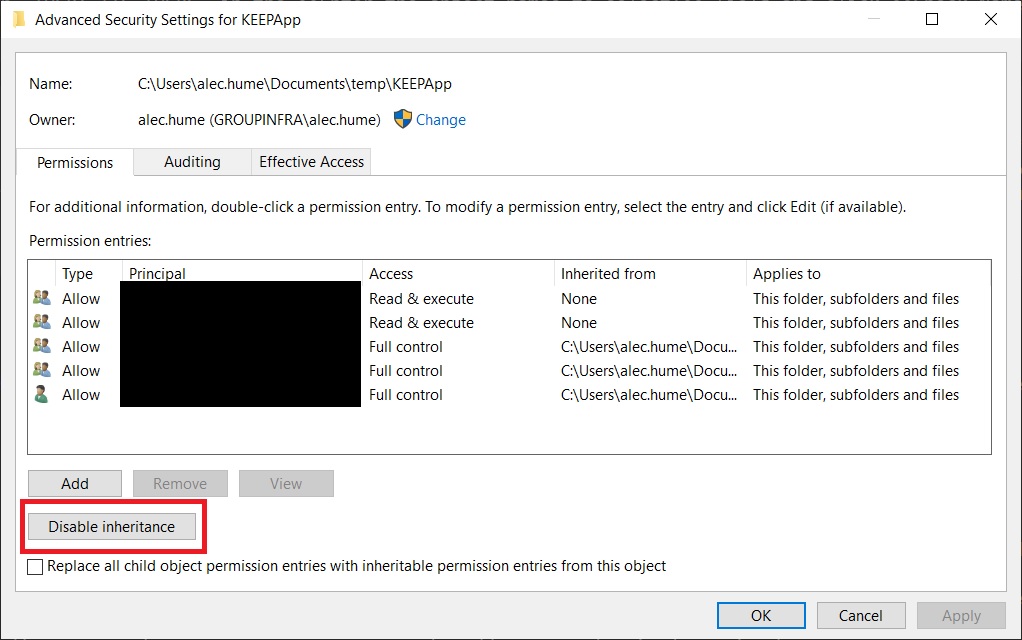 Advanced Security Settings for KEEPApp
Name: C:\Users\alec.hume\Documents\temp\KEEPApp
Owner: alec.hume (GROUPINFRA\alec.hume) Change
Permissions Auditing Effective Access
For additional information, double-click a permission entry. To modify a permission entry, select the entry and click Edit (if available).
Permission entries:
Type Principal Access Inherited from Applies to
Allow Read & execute None This folder, subfolders and files
Allow Read & execute None This folder, subfolders and files
Allow Full control C:\Users\alec.hume\Docu... This folder, subfolders and files
Allow Full control C:\Users\alec.hume\Docu... This folder, subfolders and files
Allow Full control C:\Users\alec.hume\Docu... This folder, subfolders and files
Add Remove View
Disable inheritance
Replace all child object permission entries with inheritable permission entries from this object
OK Cancel Apply